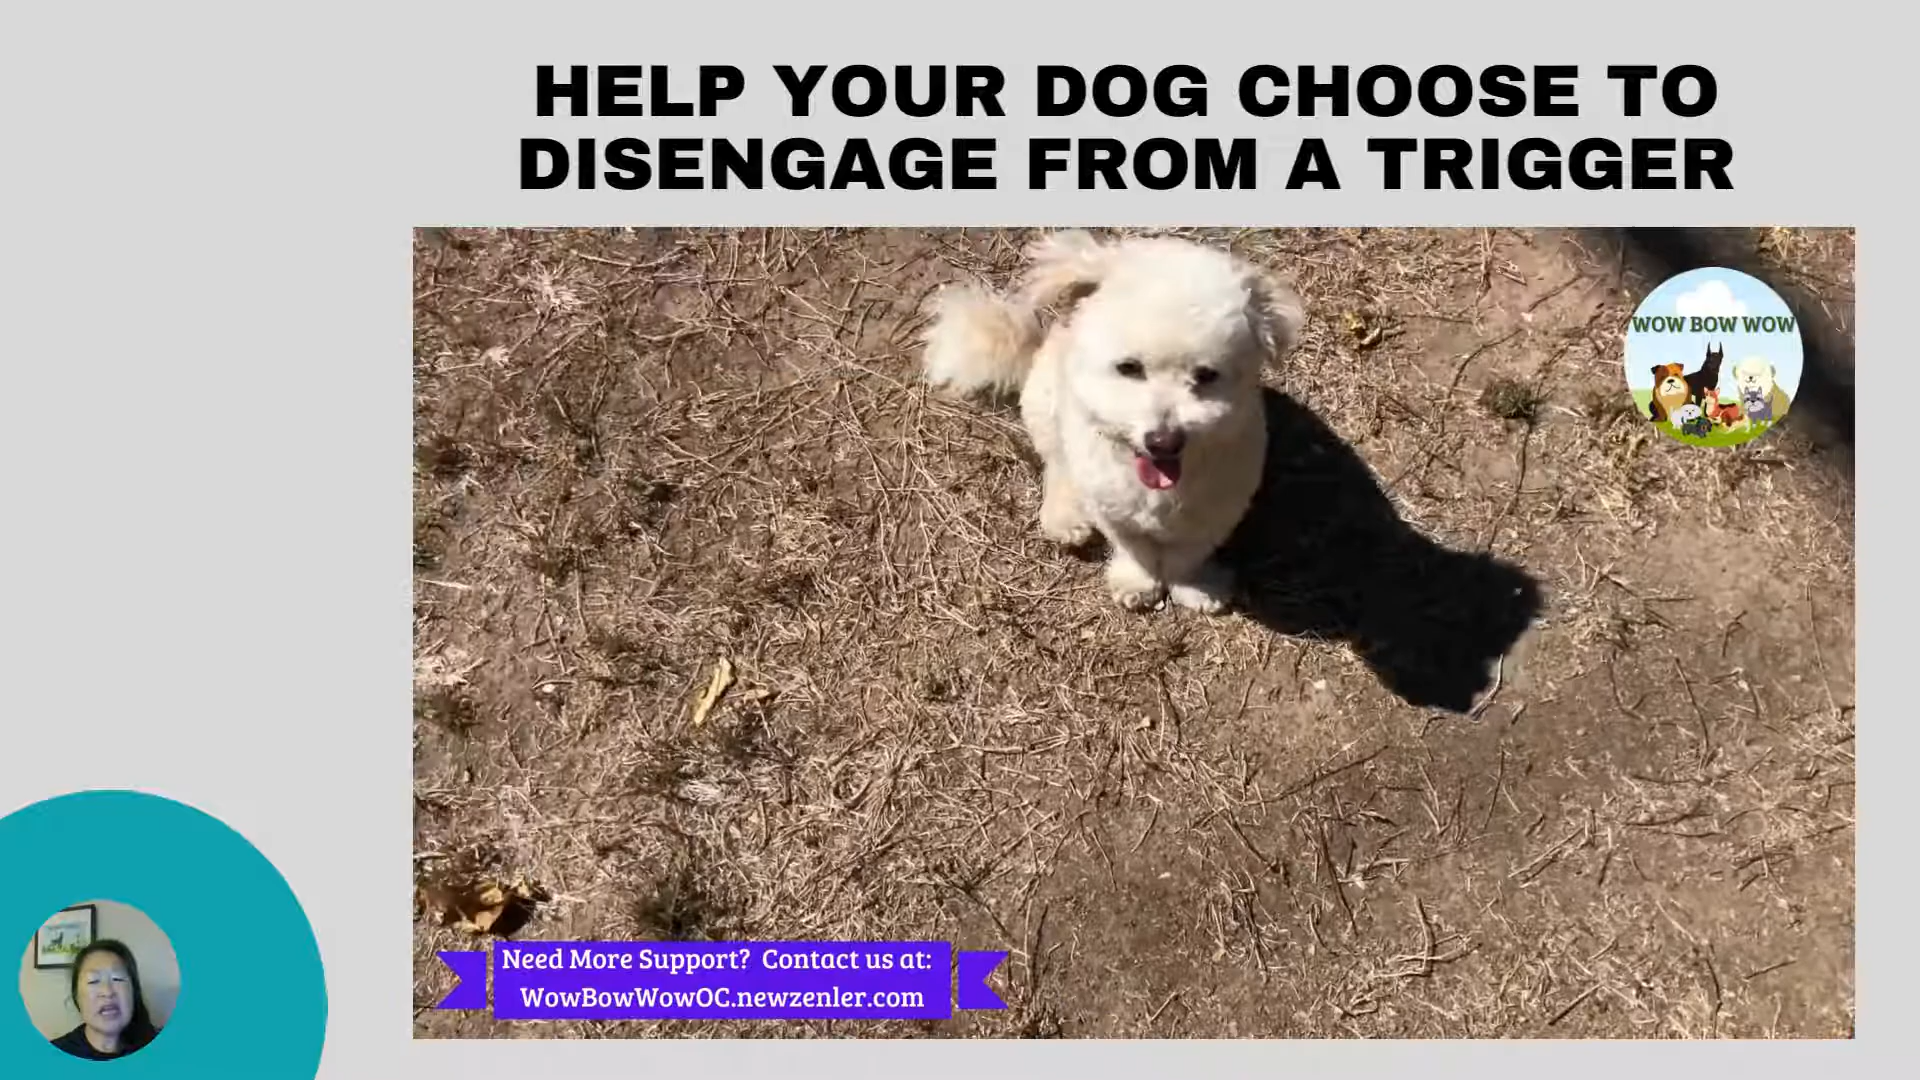 HELP YOUR DOG CHOOSE TO
DISENGAGE FROM A TRIGGER
WOW BOW WOW
Need More Support? Contact us at:
WowBowWowOC.newzenler.com